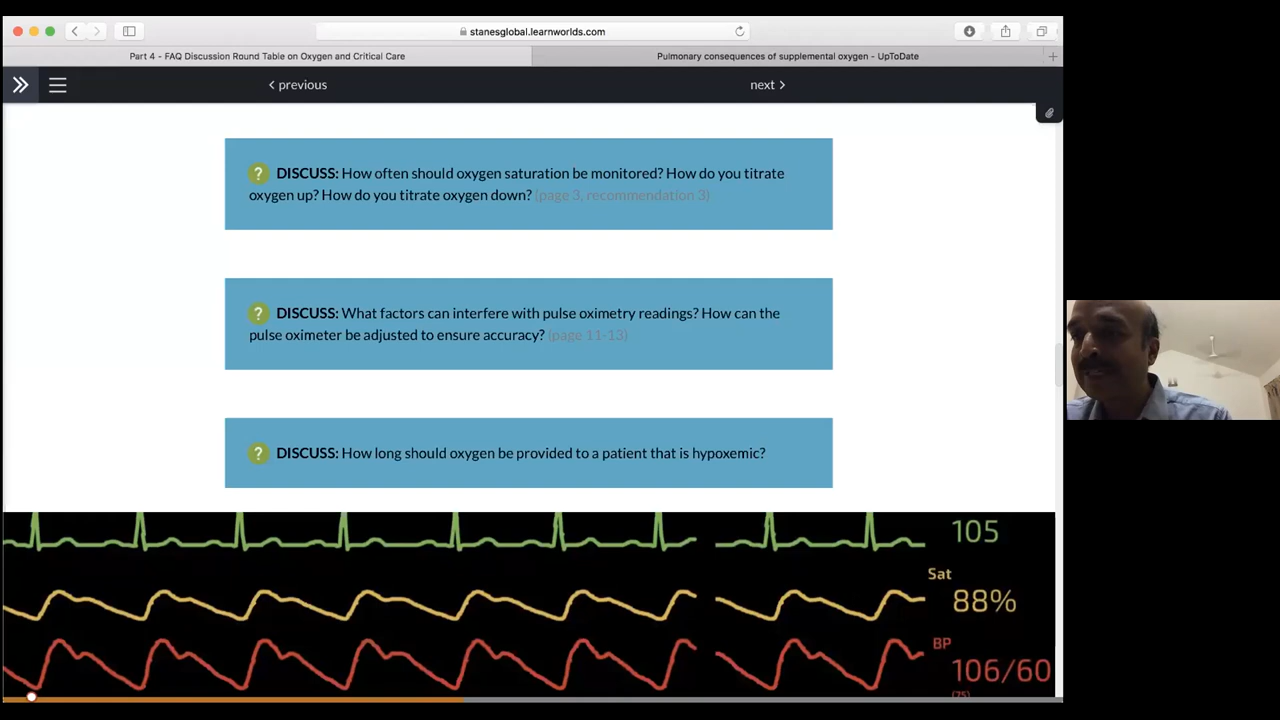 stanesglobal.learnworlds.com
Part 4 - FAQ Discussion Round Table on Oxygen and Critical Care
Pulmonary consequences of supplemental oxygen - UpToDate
< previous
next >
? DISCUSS: How often should oxygen saturation be monitored? How do you titrate
oxygen up? How do you titrate oxygen down? (page 3, recommendation 3)
? DISCUSS: What factors can interfere with pulse oximetry readings? How can the
pulse oximeter be adjusted to ensure accuracy? (page 11-13)
? DISCUSS: How long should oxygen be provided to a patient that is hypoxemic?
105
Sat
88%
BP
106/60
(75)